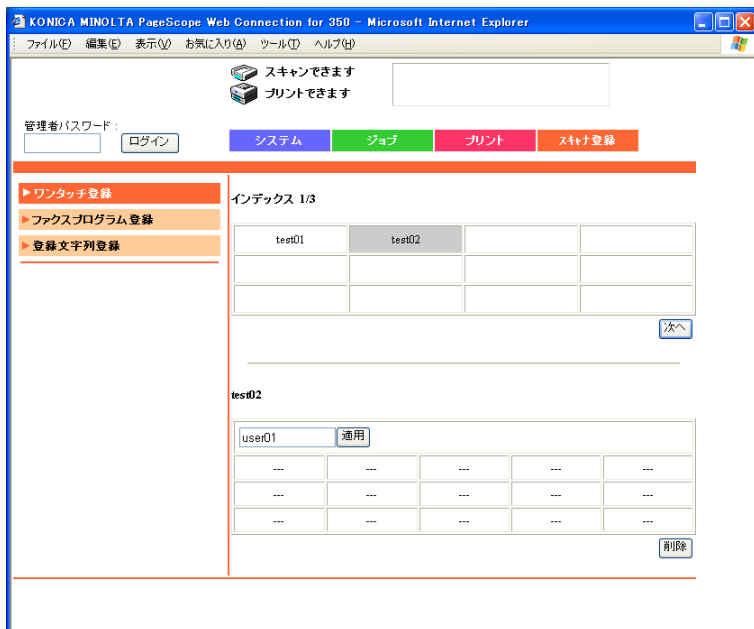 KONICA MINOLTA PageScope Web Connection for 350 - Microsoft Internet Explorer
ファイル(F) 編集(E) 表示(V) お気に入り(A) ツール(T) ヘルプ(H)
スキャンできます
プリントできます
管理者パスワード:
ログイン
システム ジョブ プリント スキャナ登録
ワンタッチ登録
ファクスプログラム登録
登録文字列登録
インデックス 1/3
test01 test02
次へ
test02
user01 適用
--- --- --- --- ---
--- --- --- --- ---
--- --- --- --- ---
削除